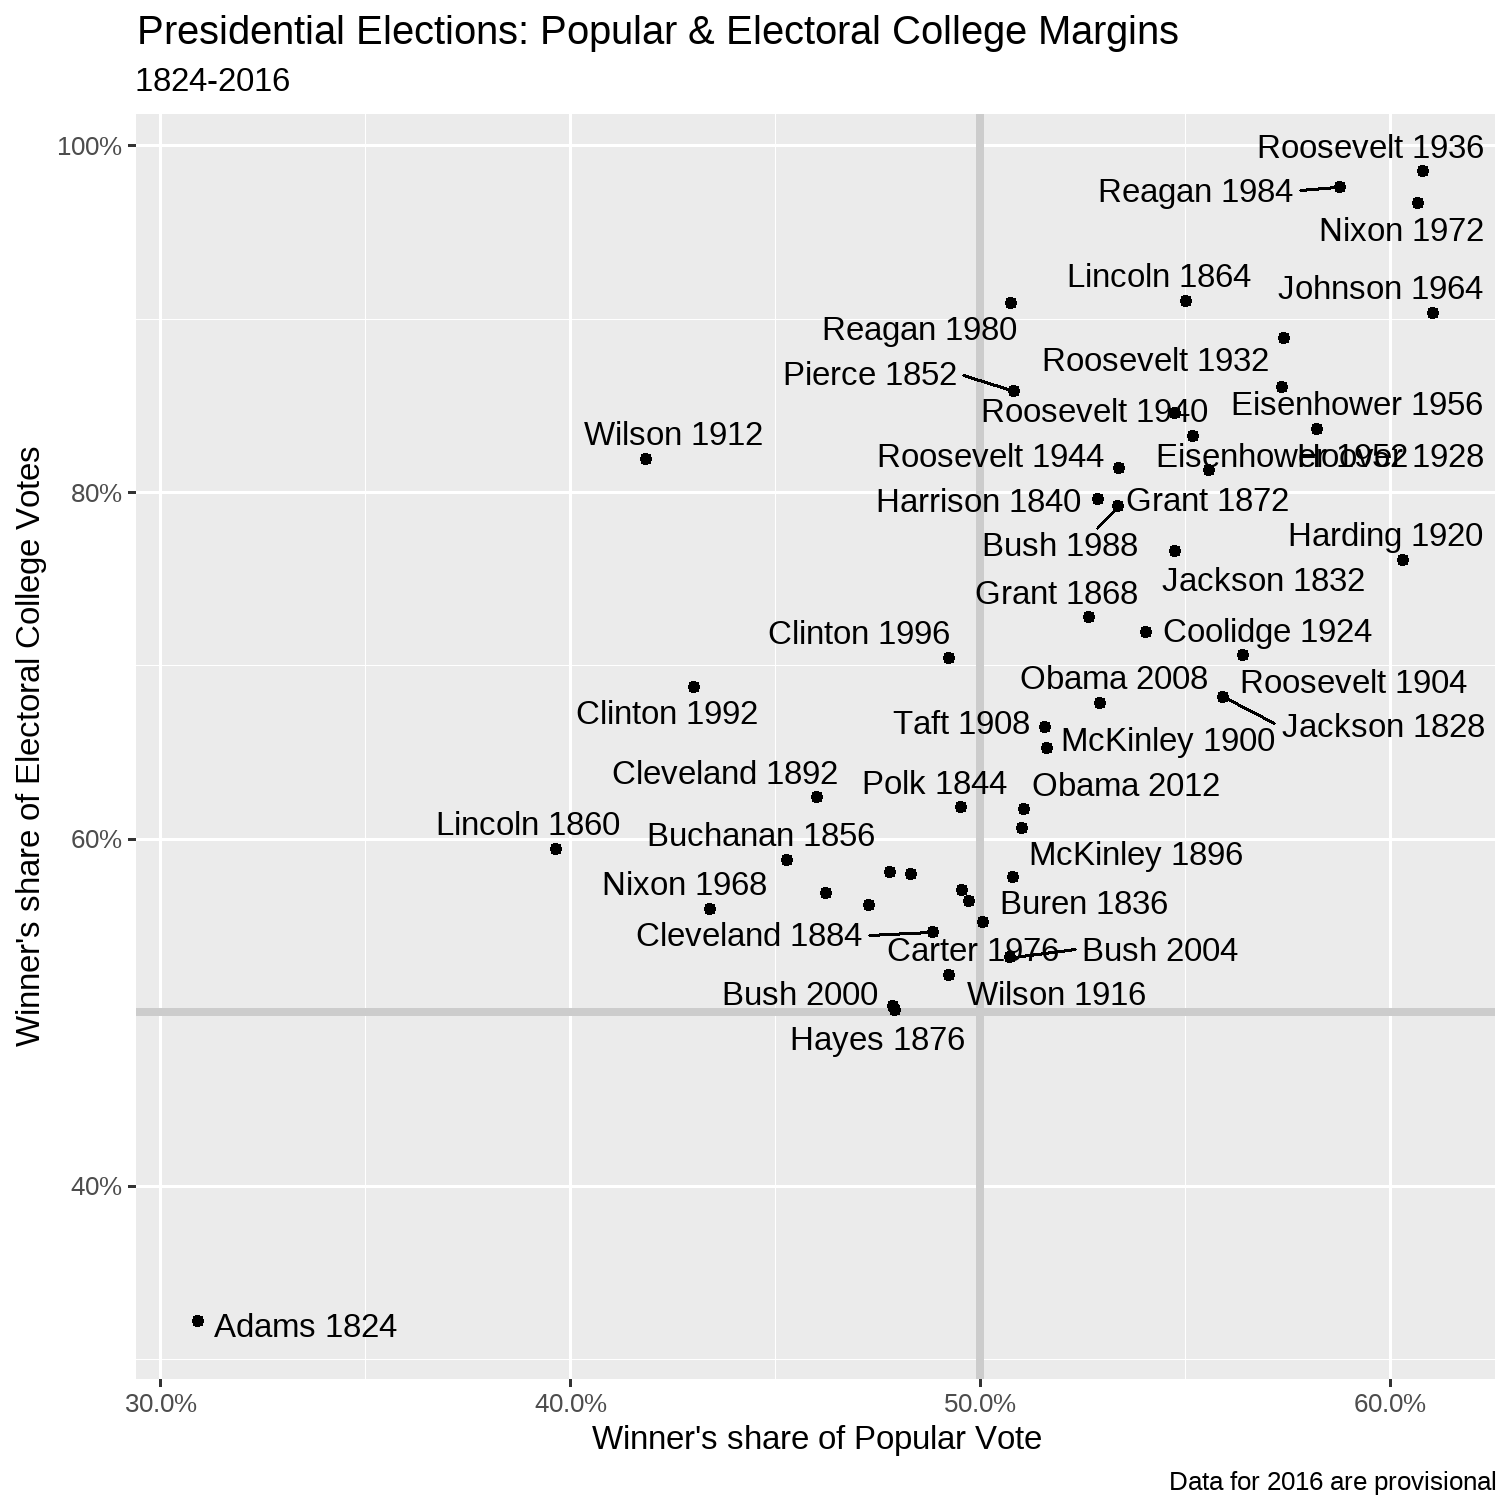 Presidential Elections: Popular & Electoral College Margins
1824-2016
Winner's share of Electoral College Votes
100%
80%
60%
40%
Roosevelt 1936
Reagan 1984
Nixon 1972
Lincoln 1864
Johnson 1964
Reagan 1980
Roosevelt 1932
Pierce 1852
Roosevelt 1940
Eisenhower 1956
Wilson 1912
Roosevelt 1944
Eisenhower 1952
Hoover 1928
Harrison 1840
Grant 1872
Bush 1988
Harding 1920
Jackson 1832
Grant 1868
Clinton 1996
Coolidge 1924
Obama 2008
Roosevelt 1904
Clinton 1992
Taft 1908
Jackson 1828
McKinley 1900
Cleveland 1892
Polk 1844
Obama 2012
Lincoln 1860
Buchanan 1856
McKinley 1896
Nixon 1968
Buren 1836
Cleveland 1884
Carter 1976
Bush 2004
Bush 2000
Wilson 1916
Hayes 1876
Adams 1824
30.0%
40.0%
50.0%
60.0%
Winner's share of Popular Vote
Data for 2016 are provisional